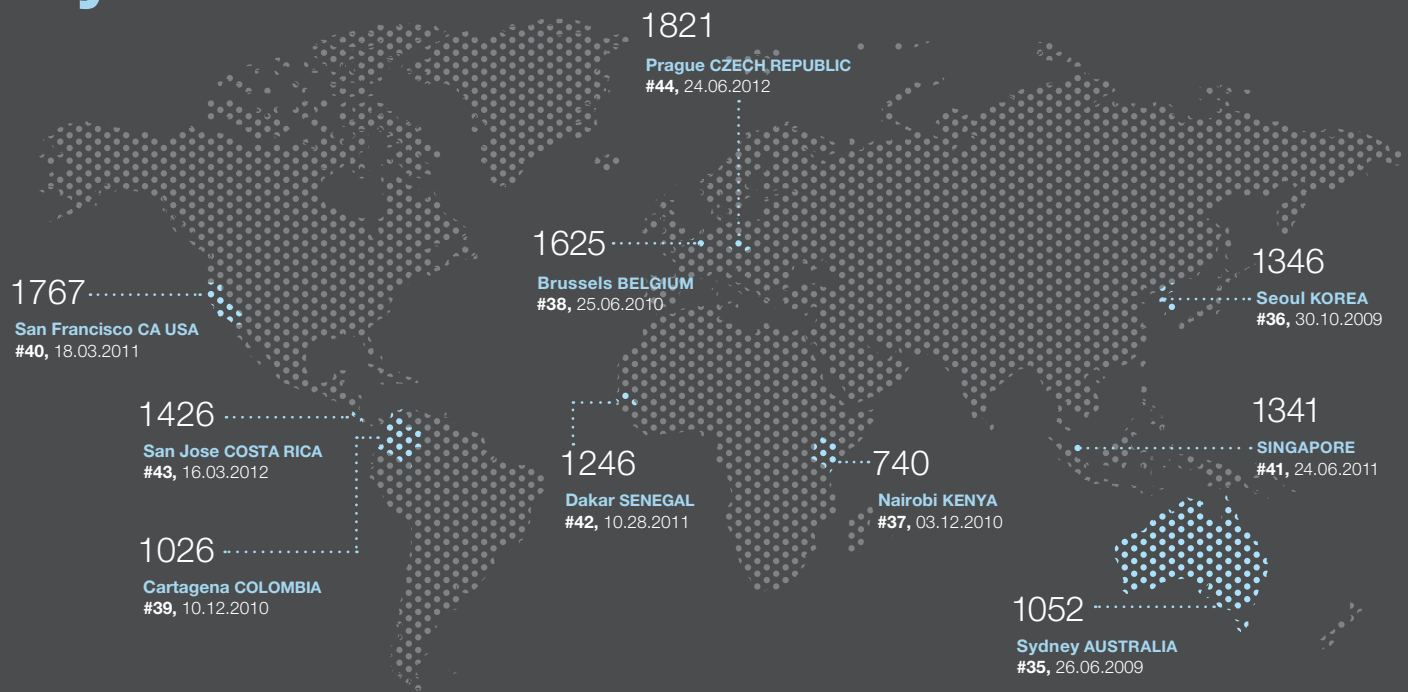 1821
Prague CZECH REPUBLIC
#44, 24.06.2012
1625
Brussels BELGIUM
#38, 25.06.2010
1346
Seoul KOREA
#36, 30.10.2009
1767
San Francisco CA USA
#40, 18.03.2011
1426
San Jose COSTA RICA
#43, 16.03.2012
1341
SINGAPORE
#41, 24.06.2011
1246
Dakar SENEGAL
#42, 10.28.2011
740
Nairobi KENYA
#37, 03.12.2010
1026
Cartagena COLOMBIA
#39, 10.12.2010
1052
Sydney AUSTRALIA
#35, 26.06.2009